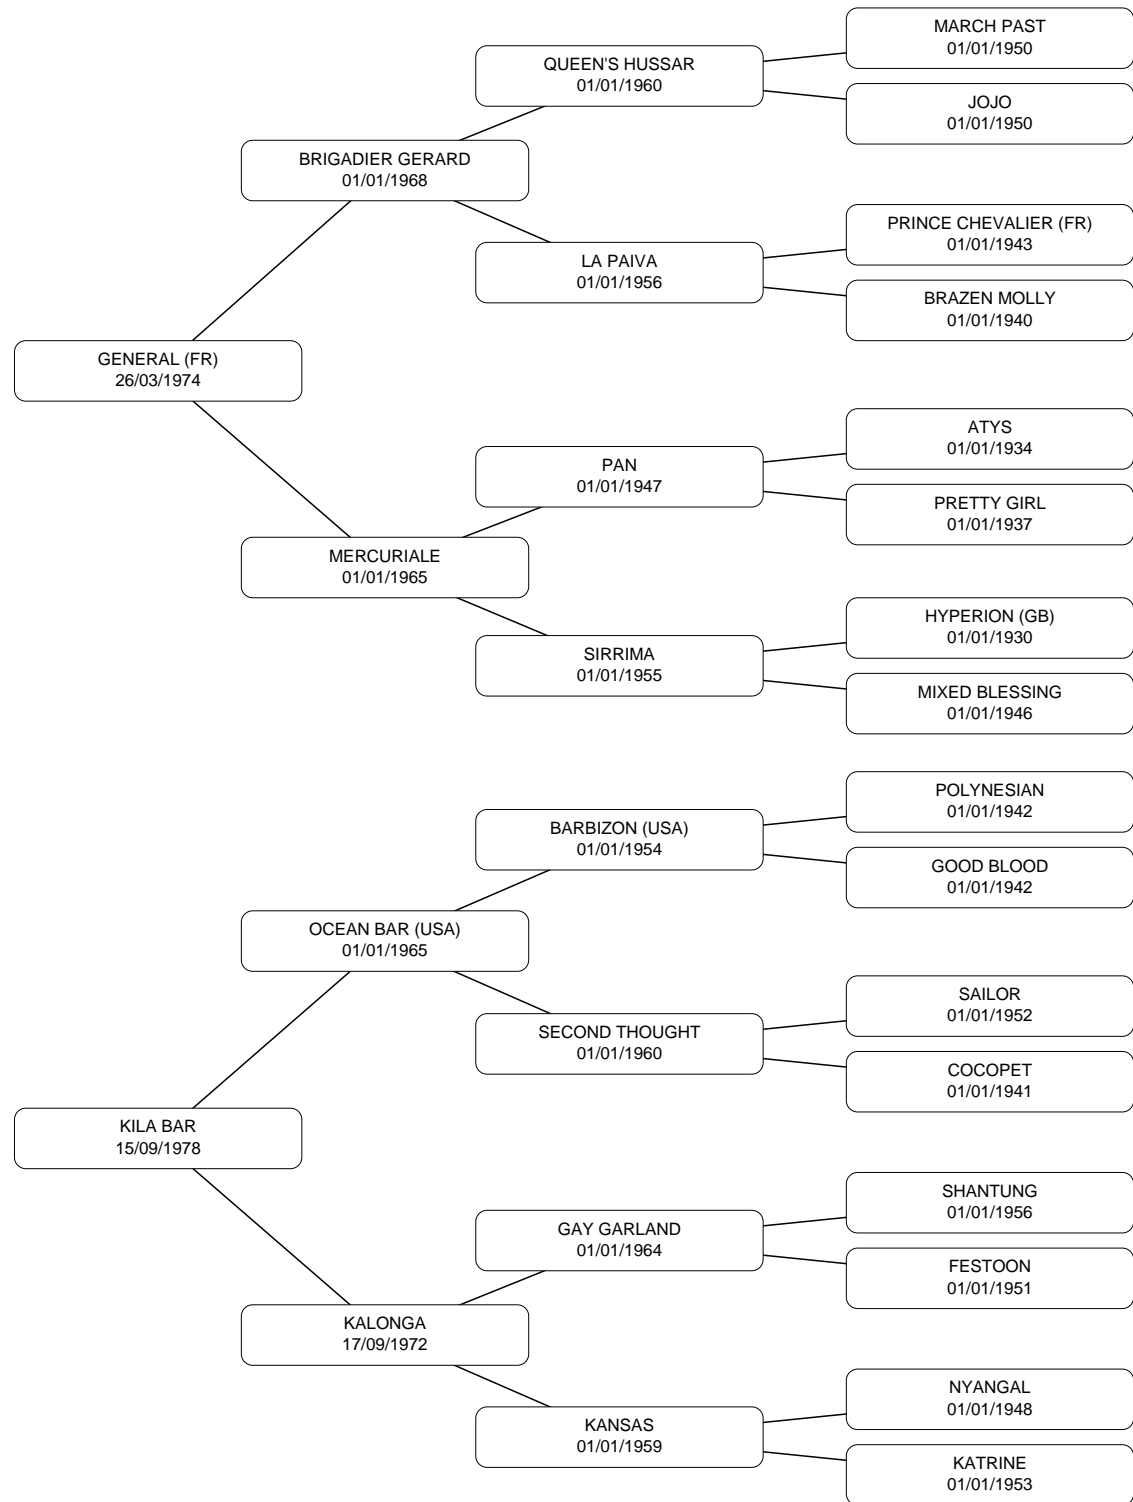 MARCH PAST
01/01/1950
QUEEN'S HUSSAR
01/01/1960
JOJO
01/01/1950
BRIGADIER GERARD
01/01/1968
PRINCE CHEVALIER (FR)
01/01/1943
LA PAIVA
01/01/1956
BRAZEN MOLLY
01/01/1940
GENERAL (FR)
26/03/1974
ATYS
01/01/1934
PAN
01/01/1947
PRETTY GIRL
01/01/1937
MERCURIALE
01/01/1965
HYPERION (GB)
01/01/1930
SIRRIMA
01/01/1955
MIXED BLESSING
01/01/1946
POLYNESIAN
01/01/1942
BARBIZON (USA)
01/01/1954
GOOD BLOOD
01/01/1942
OCEAN BAR (USA)
01/01/1965
SAILOR
01/01/1952
SECOND THOUGHT
01/01/1960
COCOPET
01/01/1941
KILA BAR
15/09/1978
SHANTUNG
01/01/1956
GAY GARLAND
01/01/1964
FESTOON
01/01/1951
KALONGA
17/09/1972
NYANGAL
01/01/1948
KANSAS
01/01/1959
KATRINE
01/01/1953